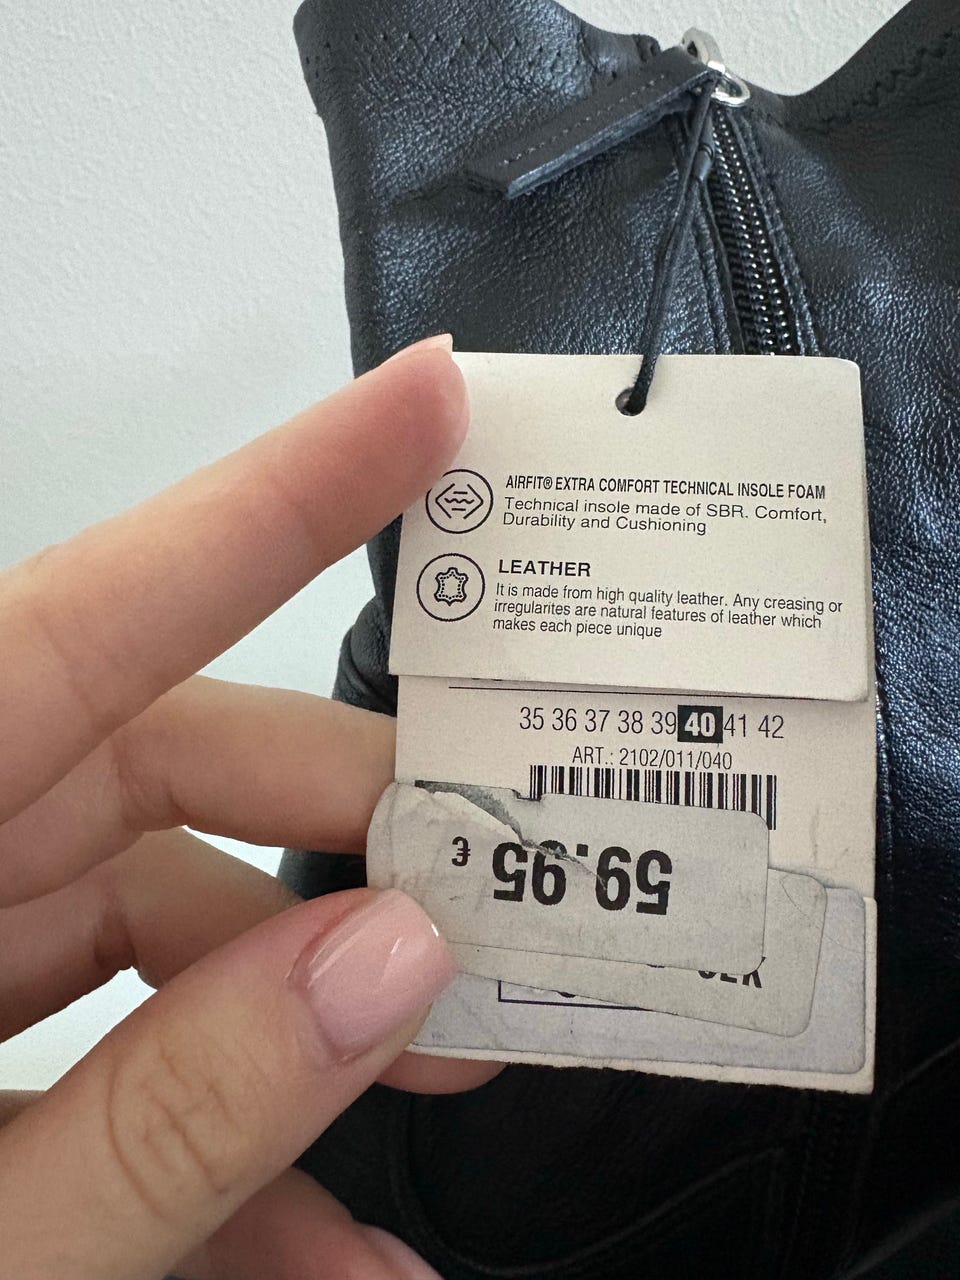 AIRFIT® EXTRA COMFORT TECHNICAL INSOLE FOAM
Technical insole made of SBR. Comfort,
Durability and Cushioning
LEATHER
It is made from high quality leather. Any creasing or
irregularites are natural features of leather which
makes each piece unique
35 36 37 38 39 40 41 42
ART.: 2102/011/040
59.95 €